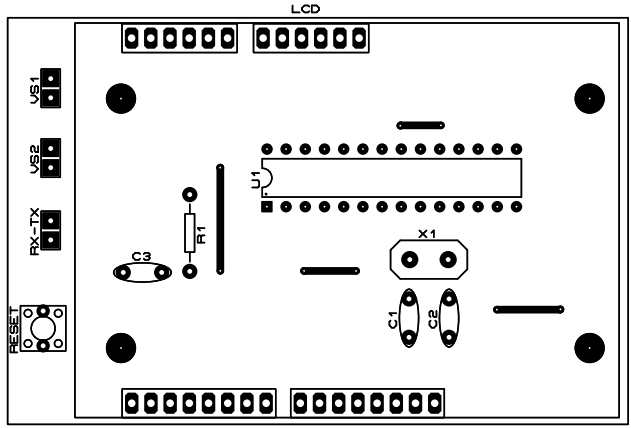 LCD
VS1
VS2
U1
RX-TX
R1
X1
C3
RESET
C1
C2